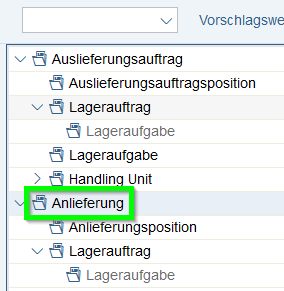 Vorschlagswe
Auslieferungsauftrag
Auslieferungsauftragsposition
Lagerauftrag
Lageraufgabe
Lageraufgabe
Handling Unit
Anlieferung
Anlieferungsposition
Lagerauftrag
Lageraufgabe